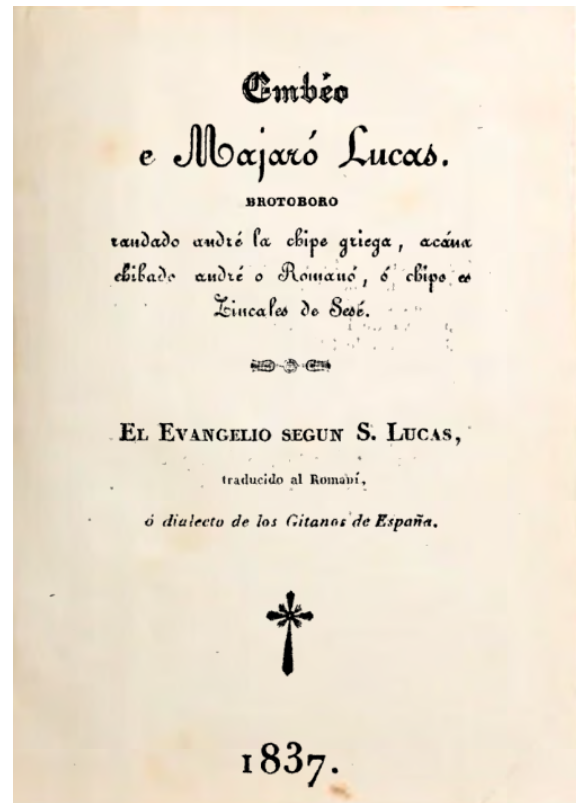 Embéo
e Majaró Lucas.
BROTOBORO
randado andré la chipe griega, acána
chibado andré o Romanó, ó chipe es
Zincales de Sesé.
EL EVANGELIO SEGUN S. LUCAS,
traducido al Romaní,
ó dialecto de los Gitanos de España.
1837.